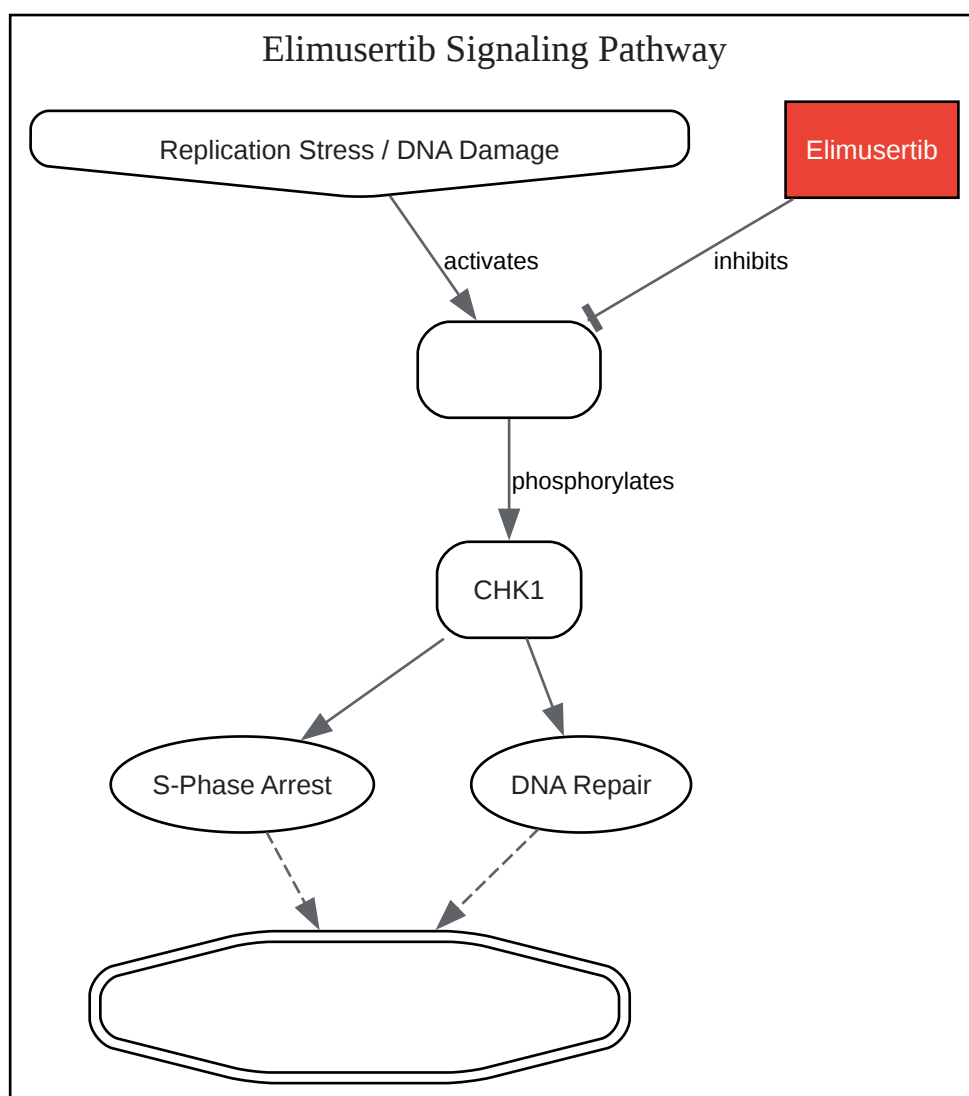 Elimusertib Signaling Pathway
Replication Stress / DNA Damage
Elimusertib
activates
inhibits
phosphorylates
CHK1
S-Phase Arrest
DNA Repair